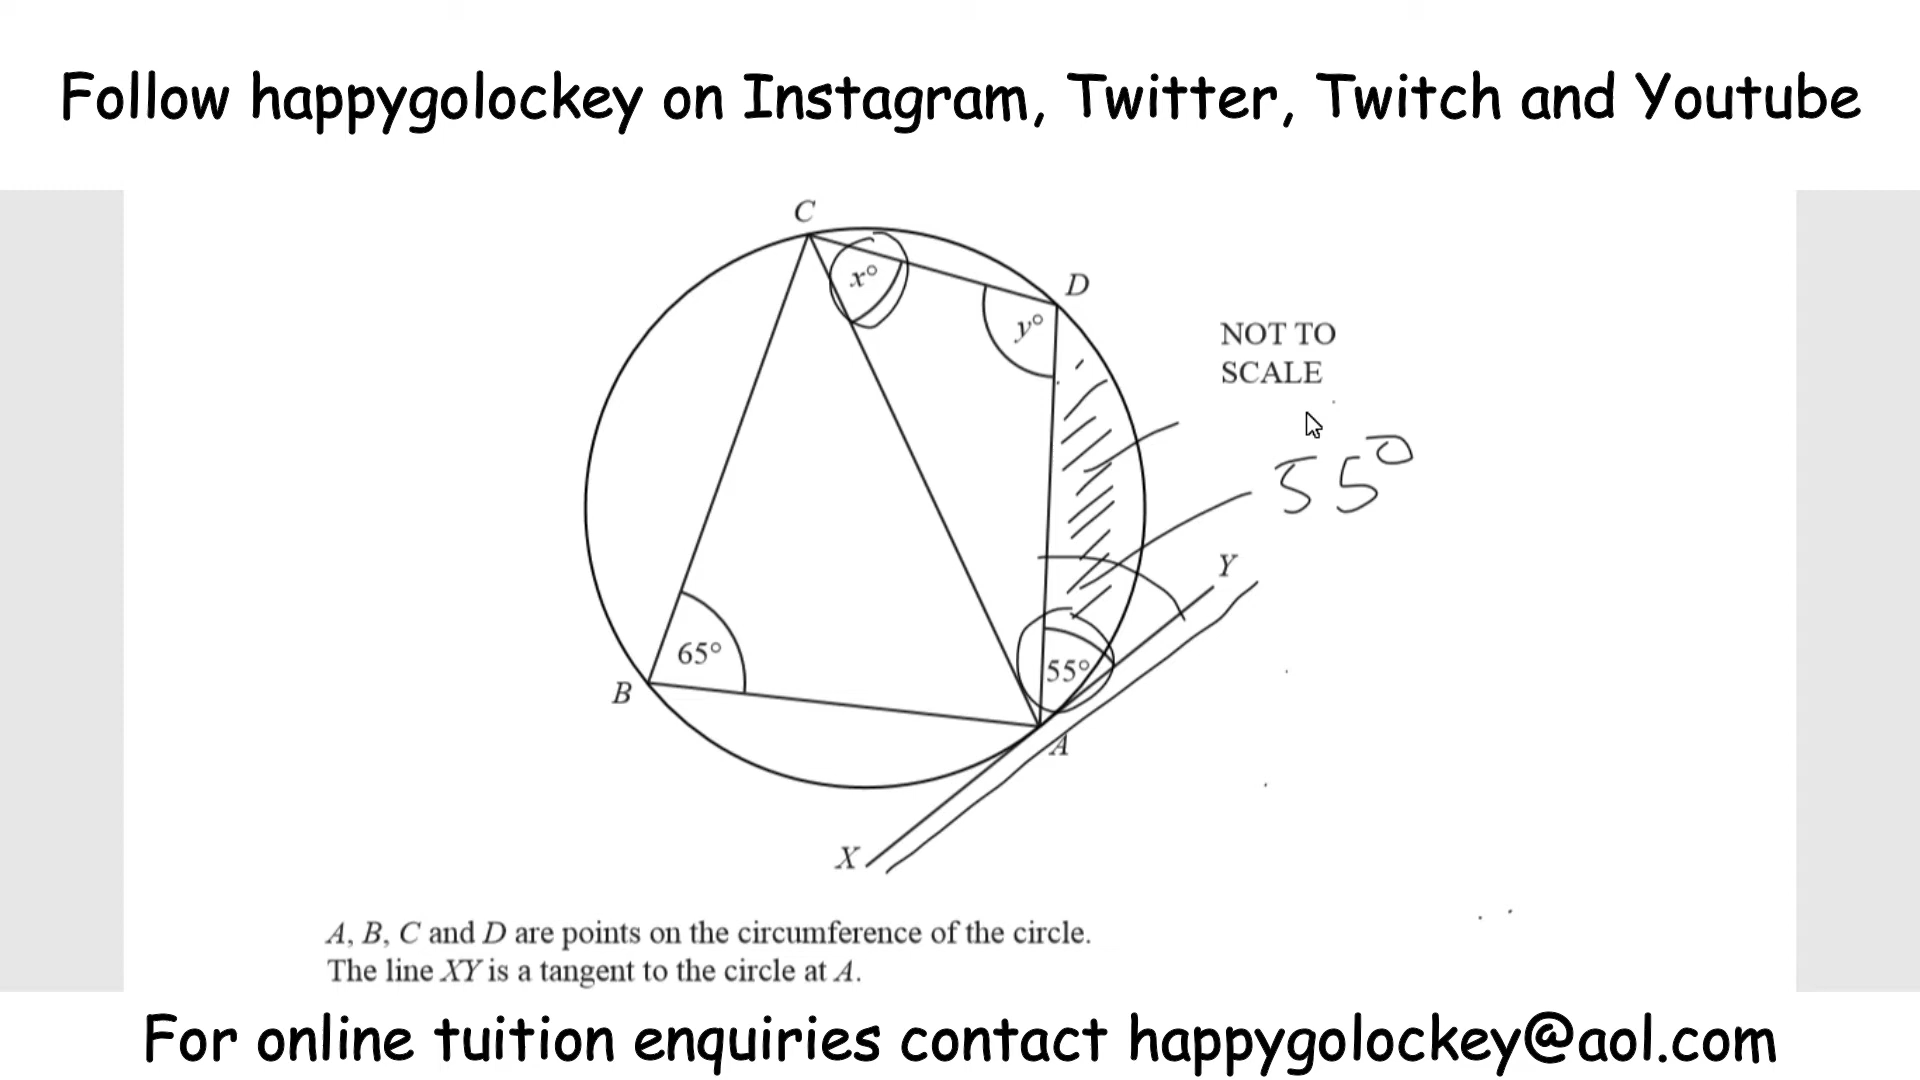 Follow happygolockey on Instagram, Twitter, Twitch and Youtube
C
D
x°
y°
NOT TO
SCALE
55°
Y
65°
55°
B
A
X
A, B, C and D are points on the circumference of the circle.
The line XY is a tangent to the circle at A.
For online tuition enquiries contact happygolockey@aol.com